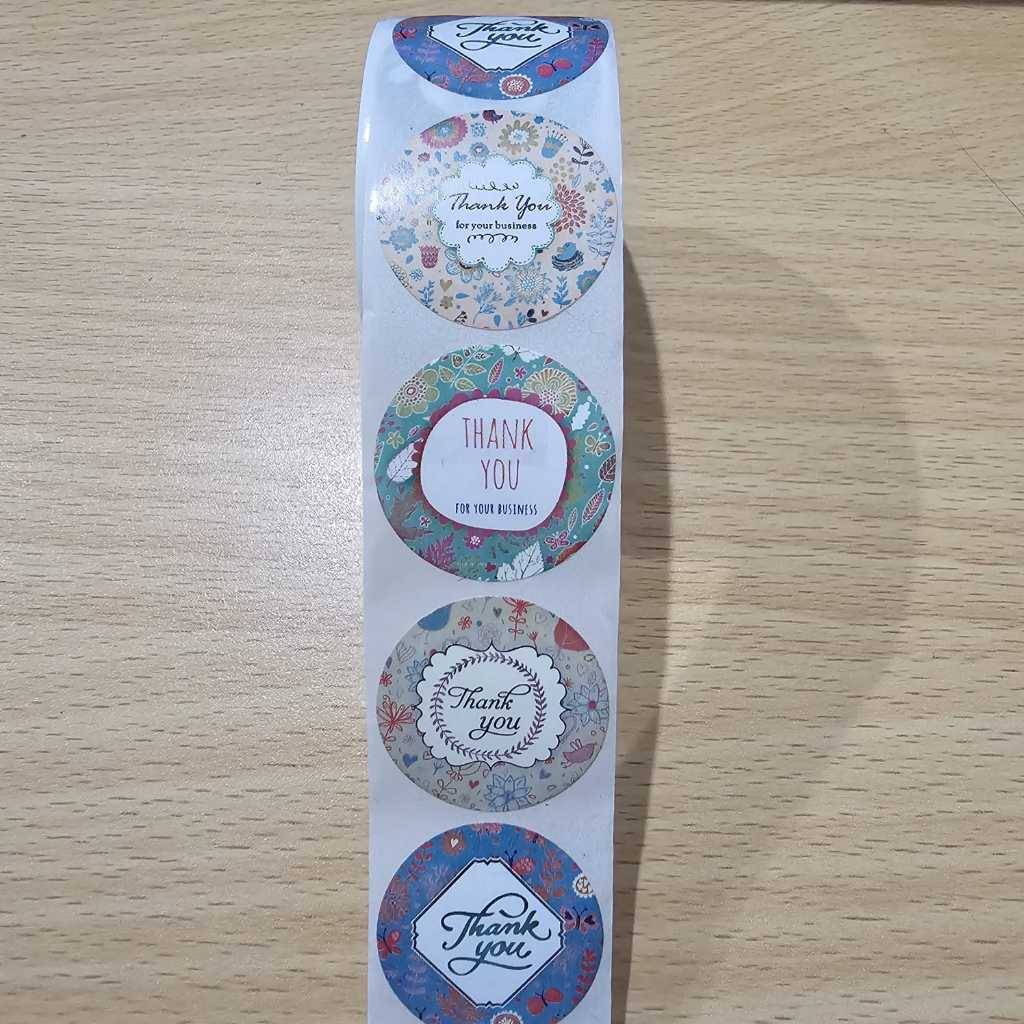 Thank
you
Thank You
for your business
THANK
YOU
FOR YOUR BUSINESS
Thank
you
Thank
you